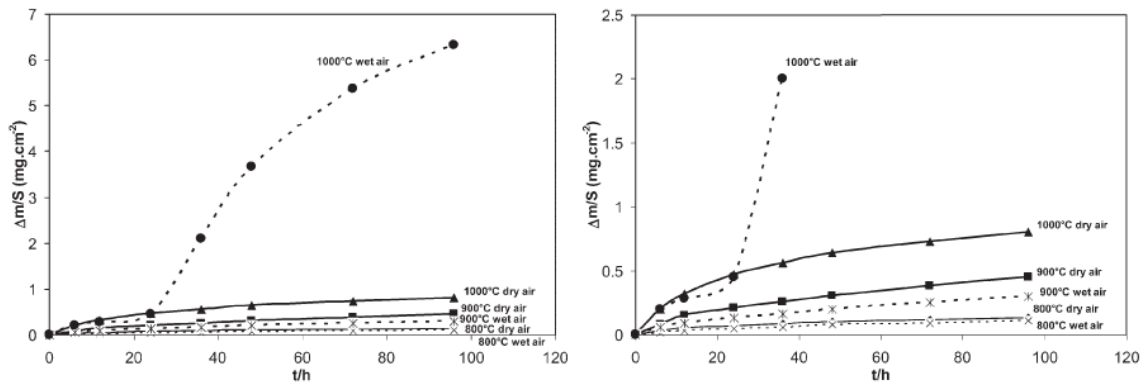 7
6
5
4
3
2
1
0
0 20 40 60 80 100 120
Δm/S (mg.cm⁻²)
t/h
1000°C wet air
1000°C dry air
900°C dry air
900°C wet air
800°C dry air
800°C wet air
2.5
2
1.5
1
0.5
0
0 20 40 60 80 100 120
Δm/S (mg.cm⁻²)
t/h
1000°C wet air
1000°C dry air
900°C dry air
900°C wet air
800°C dry air
800°C wet air